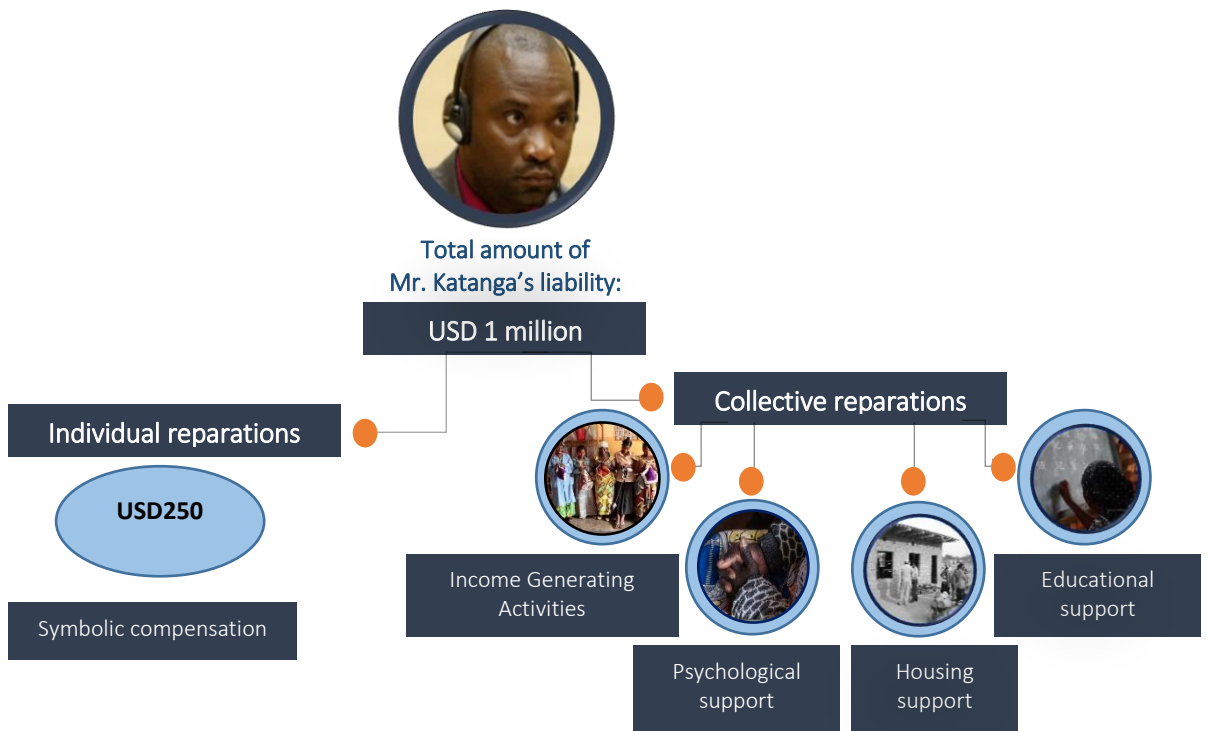 Total amount of
Mr. Katanga's liability:
USD 1 million
Individual reparations
USD250
Symbolic compensation
Collective reparations
Income Generating
Activities
Psychological
support
Housing
support
Educational
support